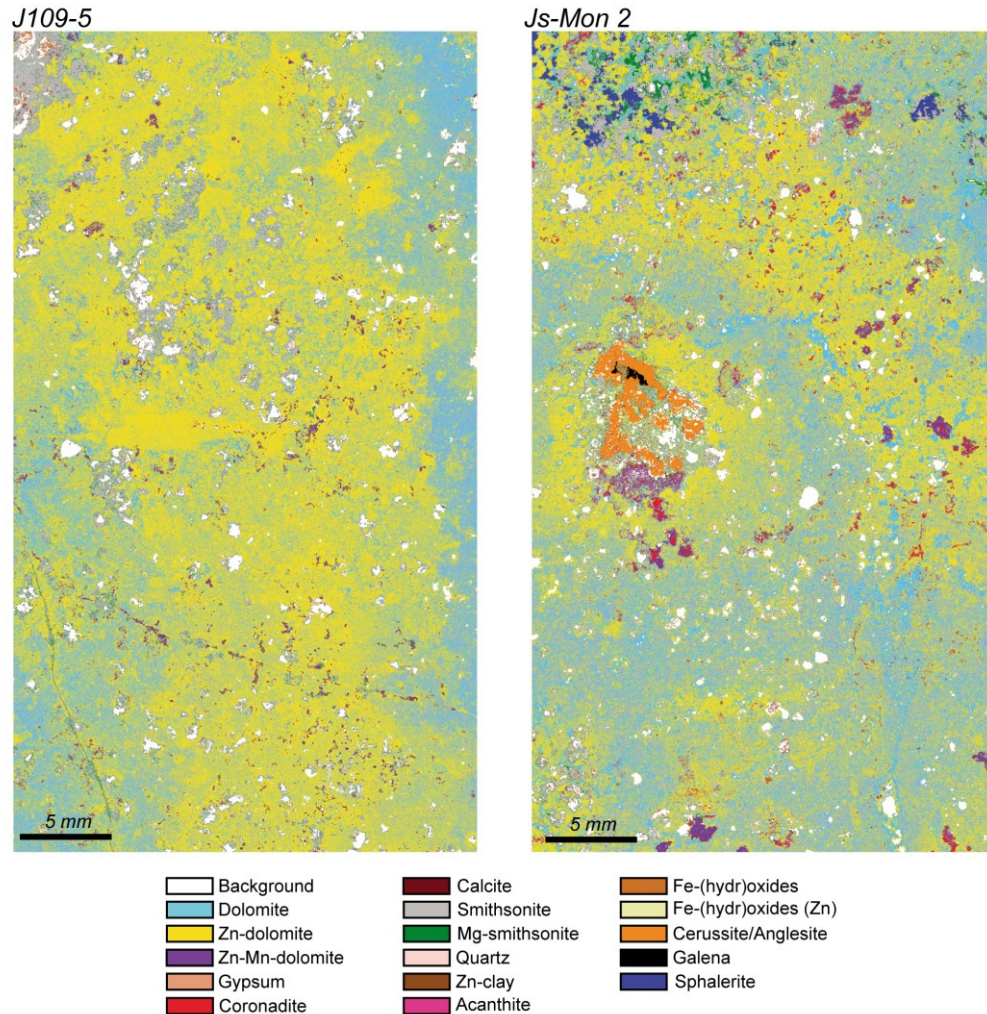 J109-5
Js-Mon 2
5 mm
5 mm
Background
Dolomite
Zn-dolomite
Zn-Mn-dolomite
Gypsum
Coronadite
Calcite
Smithsonite
Mg-smithsonite
Quartz
Zn-clay
Acanthite
Fe-(hydr)oxides
Fe-(hydr)oxides (Zn)
Cerussite/Anglesite
Galena
Sphalerite